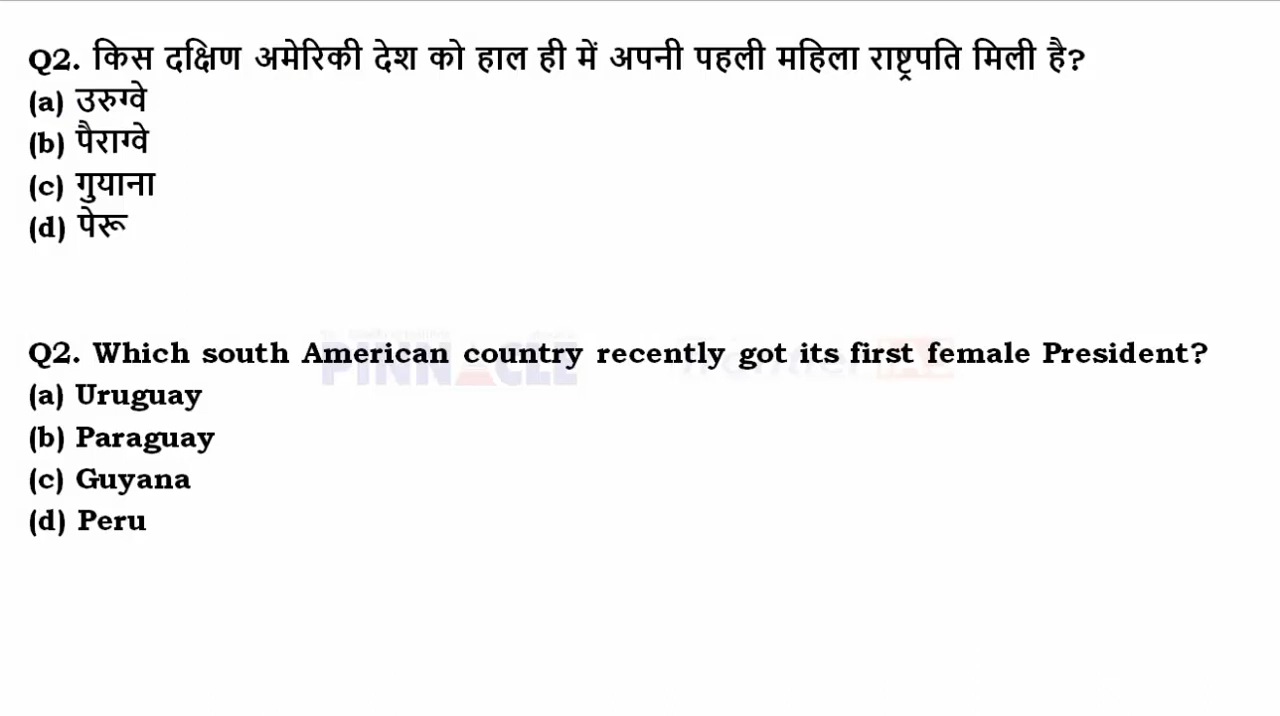 Q2. किस दक्षिण अमेरिकी देश को हाल ही में अपनी पहली महिला राष्ट्रपति मिली है?
(a) उरुग्वे
(b) पैराग्वे
(c) गुयाना
(d) पेरू
Q2. Which south American country recently got its first female President?
(a) Uruguay
(b) Paraguay
(c) Guyana
(d) Peru
PINNACLE